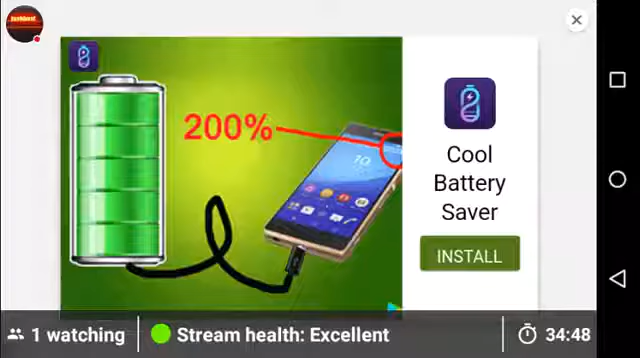 200%
Cool
Battery
Saver
INSTALL
1 watching
Stream health: Excellent
34:48